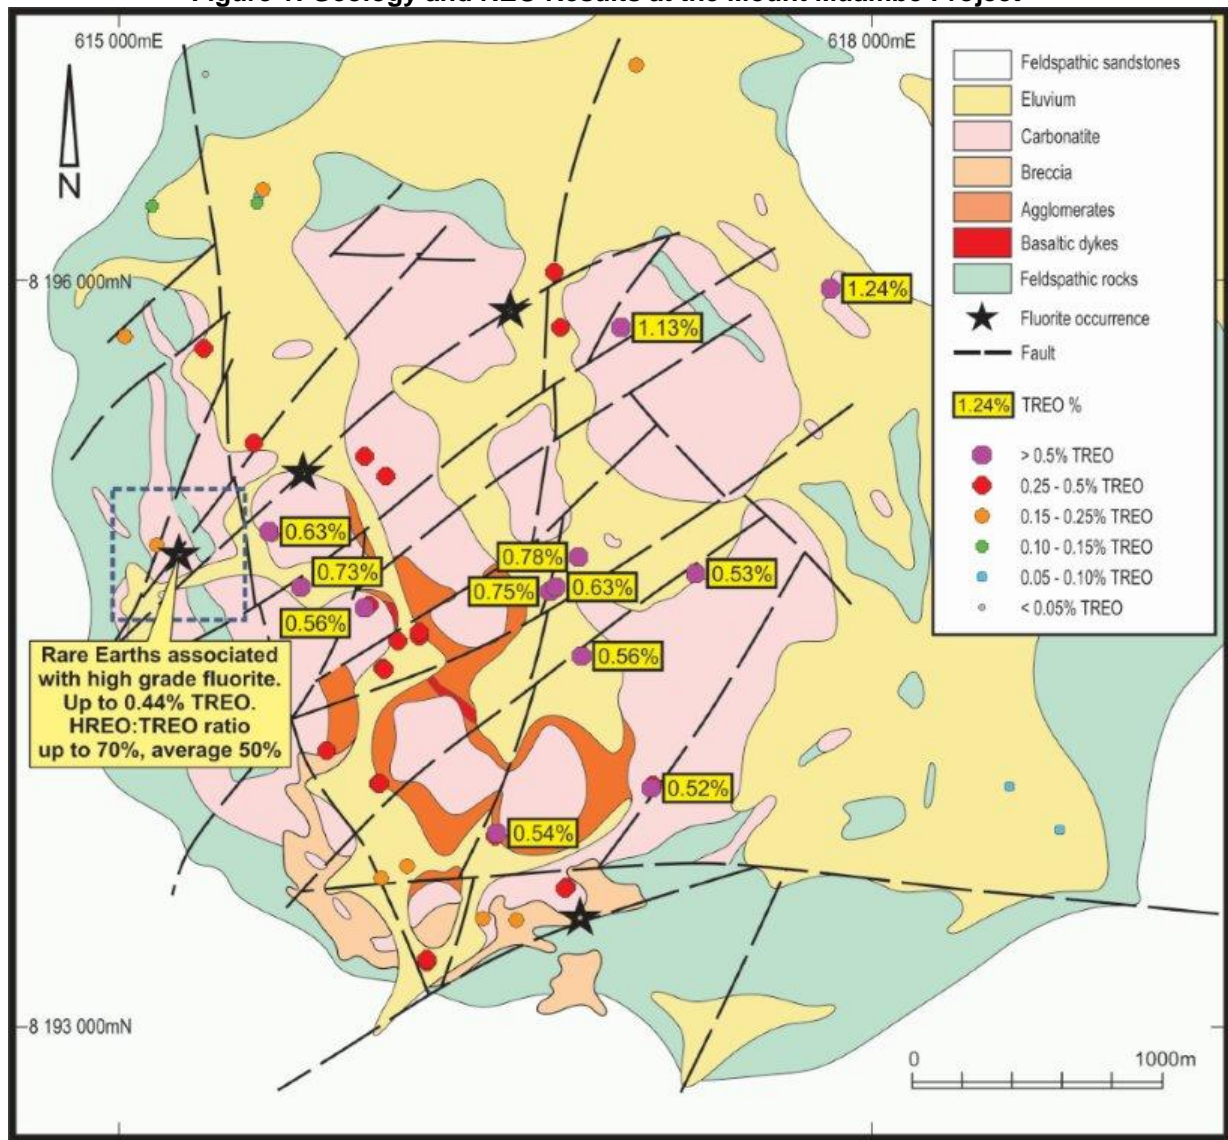 615 000mE
618 000mE
N
8 196 000mN
8 193 000mN
Feldspathic sandstones
Eluvium
Carbonatite
Breccia
Agglomerates
Basaltic dykes
Feldspathic rocks
Fluorite occurrence
Fault
1.24% TREO %
> 0.5% TREO
0.25 - 0.5% TREO
0.15 - 0.25% TREO
0.10 - 0.15% TREO
0.05 - 0.10% TREO
< 0.05% TREO
1.24%
1.13%
0.63%
0.73%
0.56%
0.78%
0.75%
0.63%
0.53%
0.56%
0.52%
0.54%
Rare Earths associated
with high grade fluorite.
Up to 0.44% TREO.
HREO:TREO ratio
up to 70%, average 50%
0 1000m